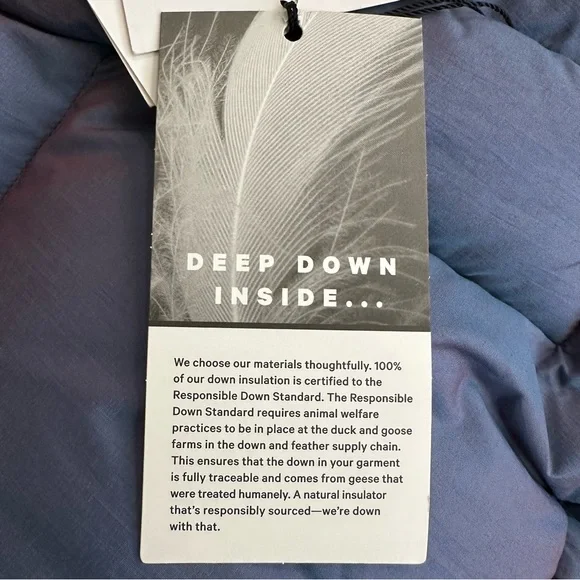 DEEP DOWN
INSIDE...
We choose our materials thoughtfully. 100%
of our down insulation is certified to the
Responsible Down Standard. The Responsible
Down Standard requires animal welfare
practices to be in place at the duck and goose
farms in the down and feather supply chain.
This ensures that the down in your garment
is fully traceable and comes from geese that
were treated humanely. A natural insulator
that's responsibly sourced—we're down
with that.